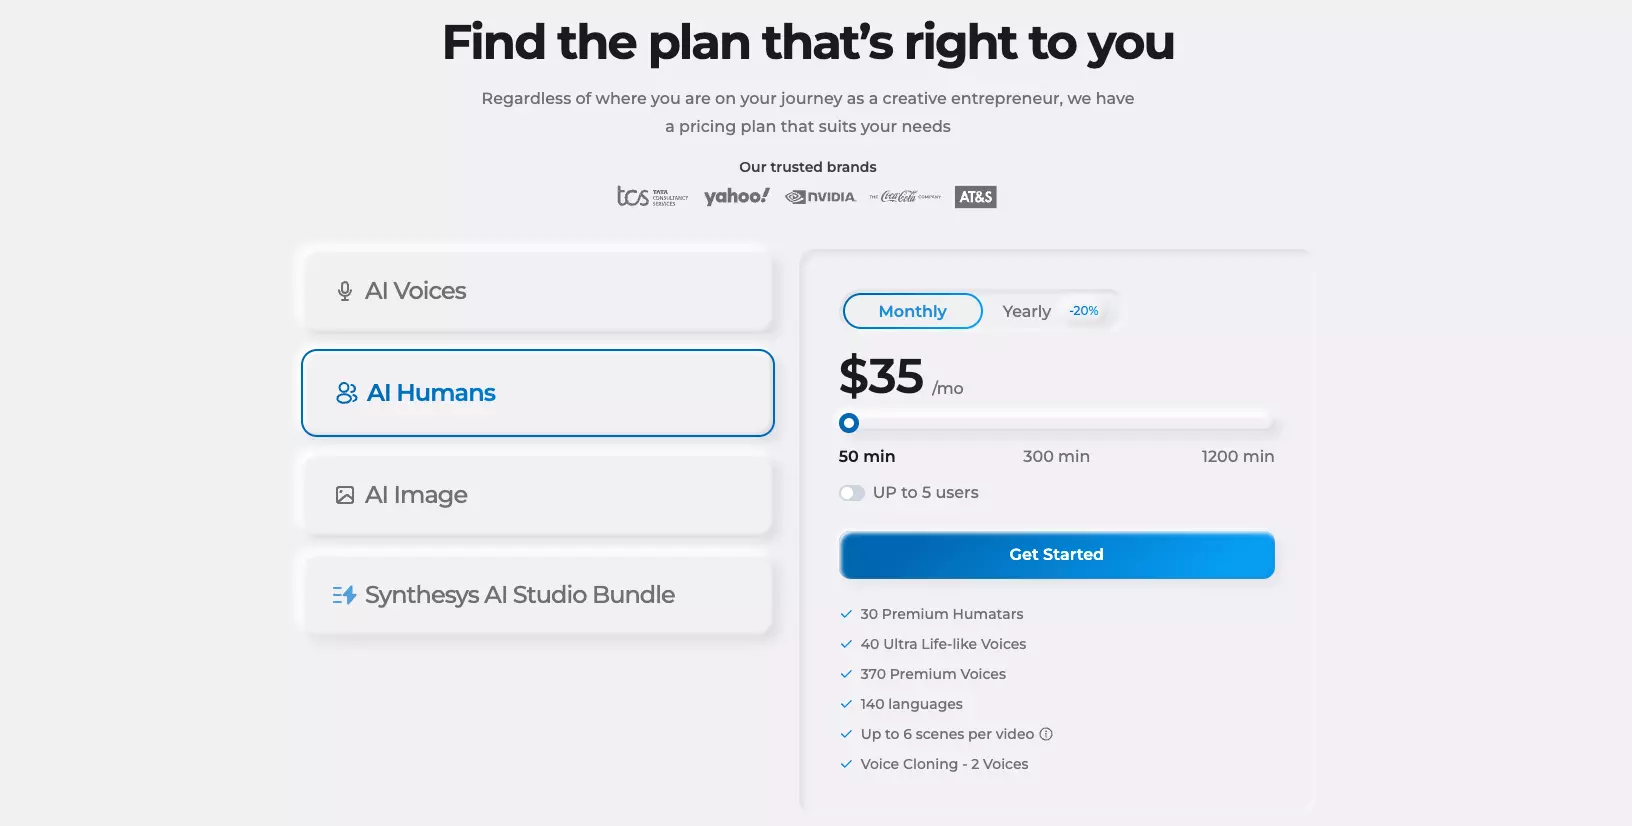 Find the plan that’s right to you
Regardless of where you are on your journey as a creative entrepreneur, we have
a pricing plan that suits your needs
Our trusted brands
tcs TATA CONSULTANCY SERVICES
yahoo!
NVIDIA.
THE Coca-Cola COMPANY
AT&S
AI Voices
AI Humans
AI Image
Synthesys AI Studio Bundle
Monthly Yearly -20%
$35 /mo
50 min 300 min 1200 min
UP to 5 users
Get Started
30 Premium Humatars
40 Ultra Life-like Voices
370 Premium Voices
140 languages
Up to 6 scenes per video
Voice Cloning - 2 Voices